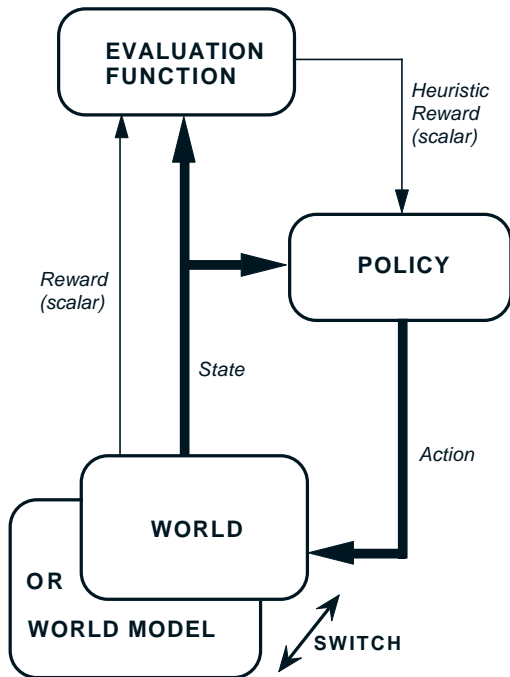 EVALUATION
FUNCTION
Heuristic
Reward
(scalar)
POLICY
Reward
(scalar)
State
Action
WORLD
OR
WORLD MODEL
SWITCH